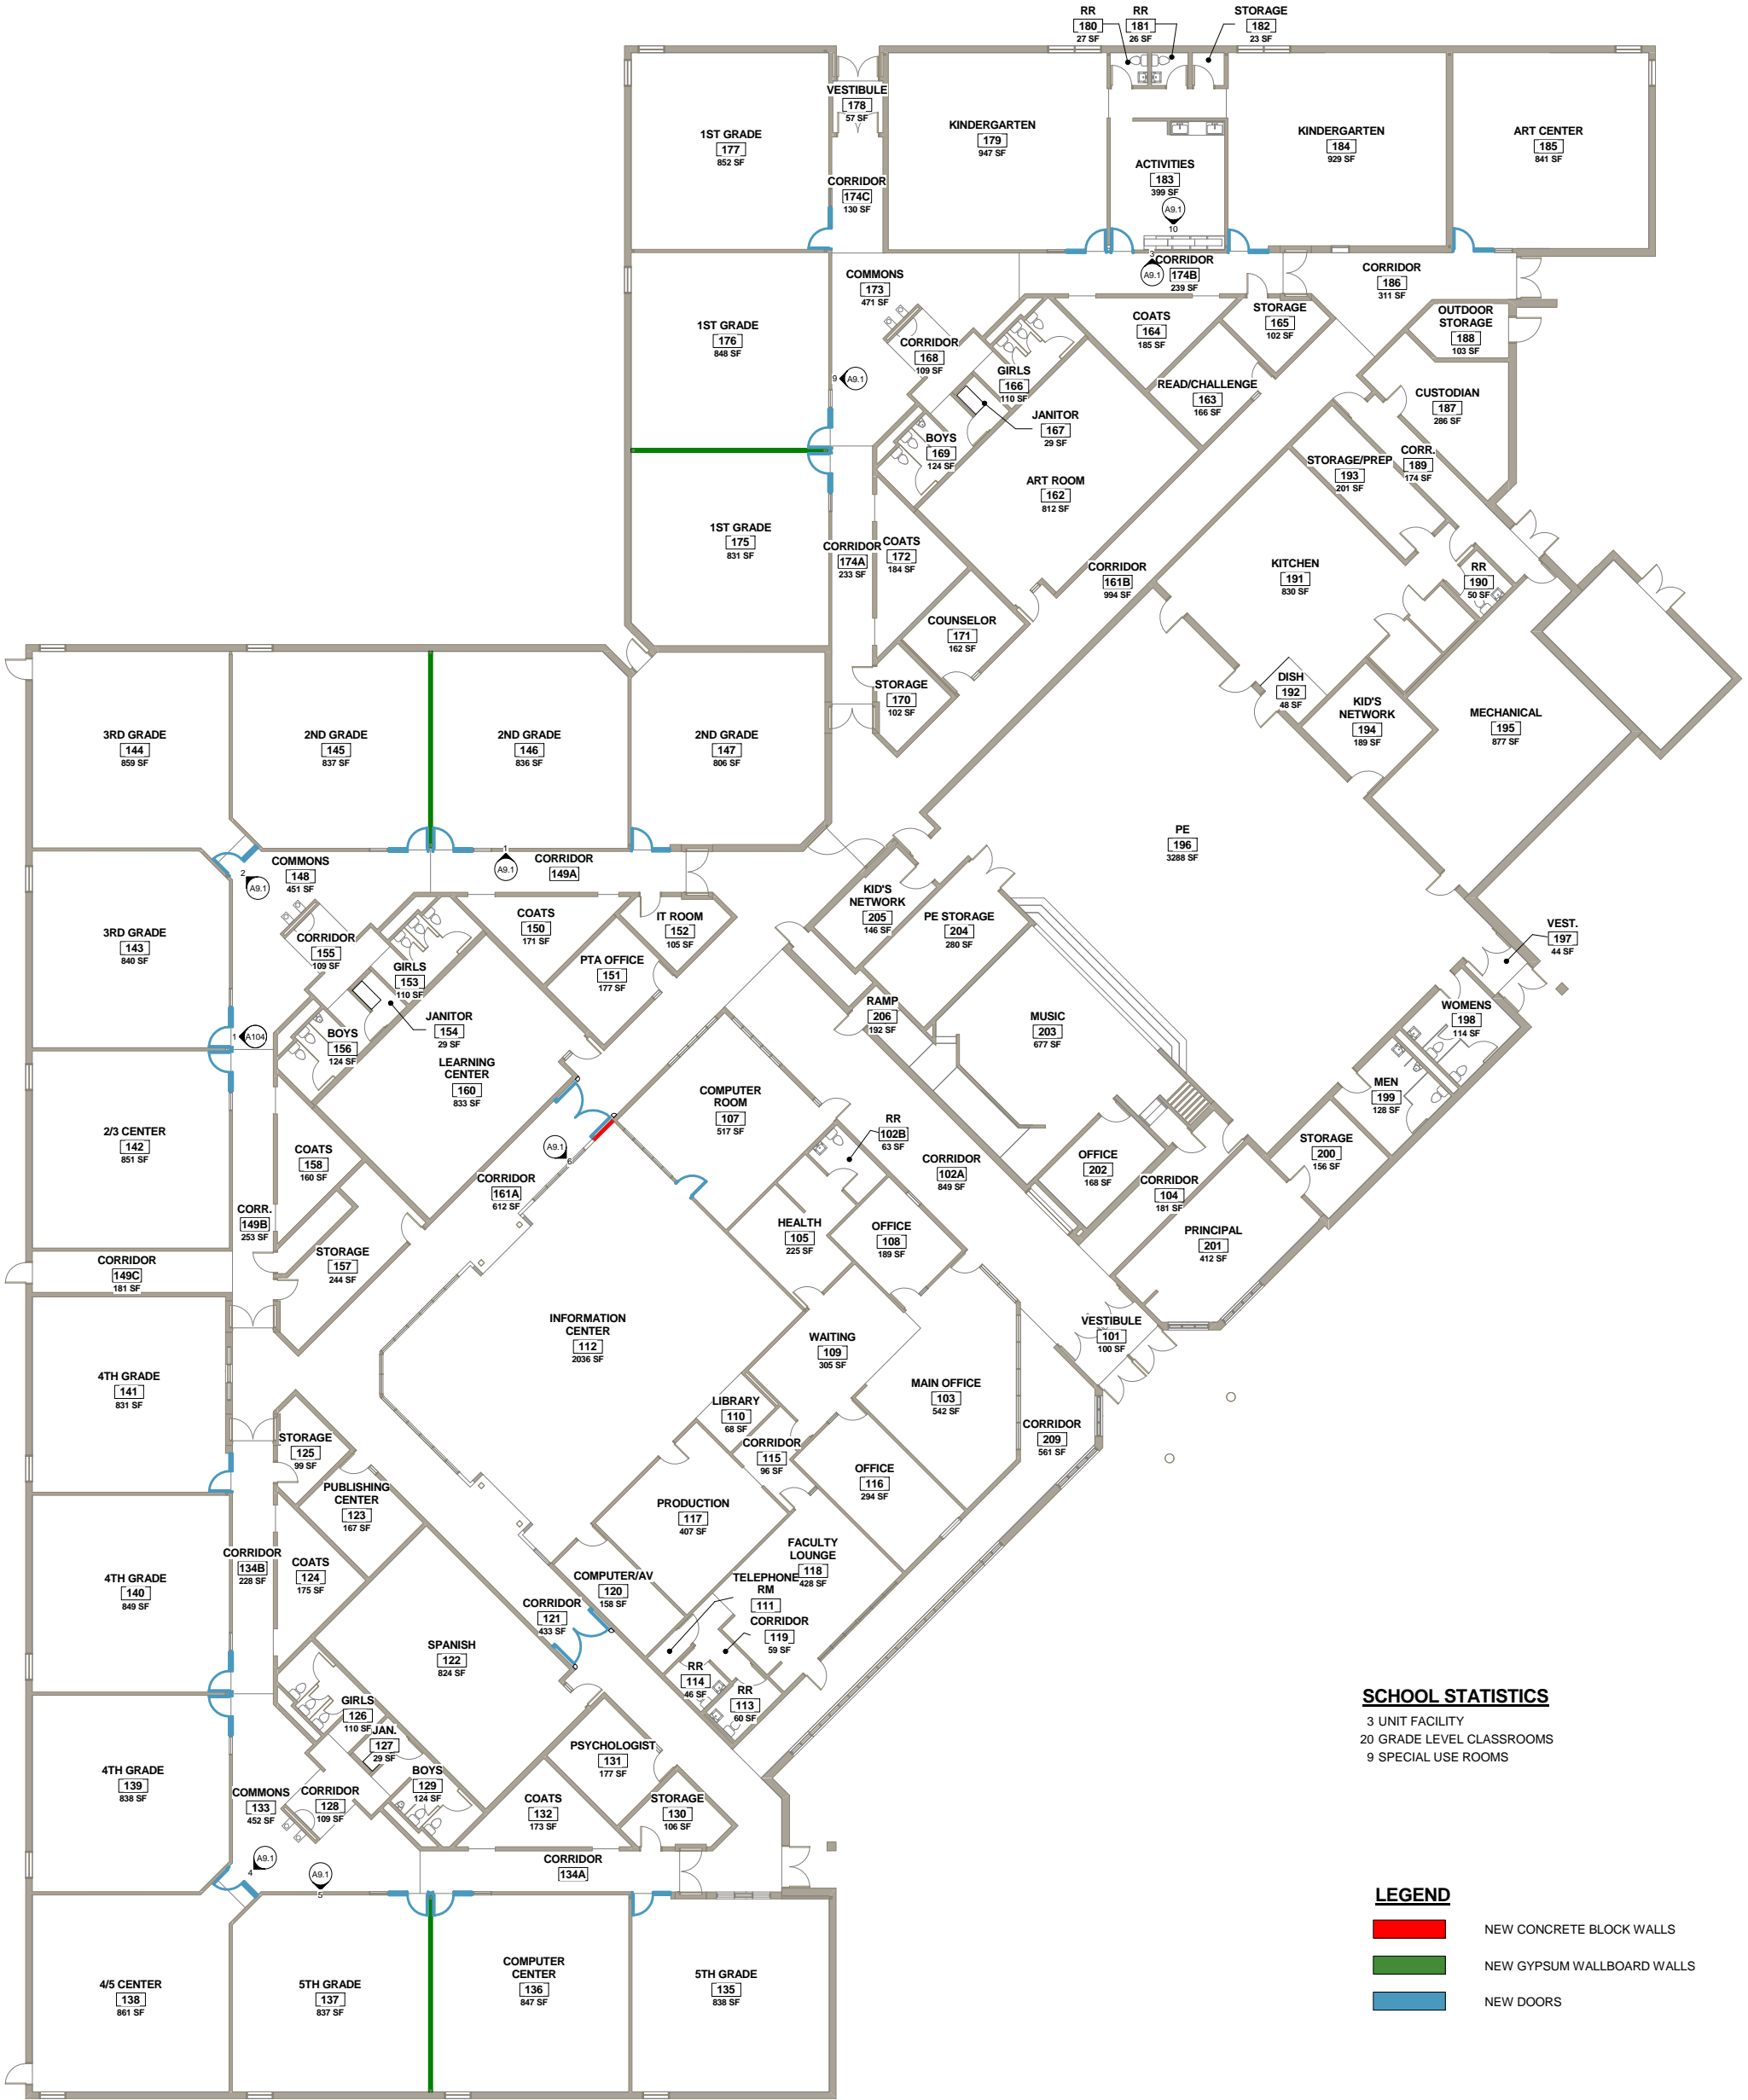 RR
180
27 SF
RR
181
26 SF
STORAGE
182
23 SF
VESTIBULE
178
57 SF
1ST GRADE
177
852 SF
KINDERGARTEN
179
947 SF
KINDERGARTEN
184
929 SF
ART CENTER
185
841 SF
ACTIVITIES
183
399 SF
A9.1
10
CORRIDOR
174C
130 SF
3
A9.1
CORRIDOR
174B
239 SF
COMMONS
173
471 SF
CORRIDOR
186
311 SF
1ST GRADE
176
848 SF
COATS
164
185 SF
STORAGE
165
102 SF
OUTDOOR
STORAGE
188
103 SF
CORRIDOR
168
109 SF
GIRLS
166
110 SF
READ/CHALLENGE
163
166 SF
CUSTODIAN
187
286 SF
9
A9.1
JANITOR
167
29 SF
BOYS
169
124 SF
STORAGE/PREP
193
201 SF
CORR.
189
174 SF
ART ROOM
162
812 SF
1ST GRADE
175
831 SF
CORRIDOR
174A
233 SF
COATS
172
184 SF
CORRIDOR
161B
994 SF
KITCHEN
191
830 SF
RR
190
50 SF
COUNSELOR
171
162 SF
STORAGE
170
102 SF
DISH
192
48 SF
KID'S
NETWORK
194
189 SF
MECHANICAL
195
877 SF
3RD GRADE
144
859 SF
2ND GRADE
145
837 SF
2ND GRADE
146
836 SF
2ND GRADE
147
806 SF
PE
196
3288 SF
1
A9.1
CORRIDOR
149A
COMMONS
148
451 SF
2
A9.1
KID'S
NETWORK
205
146 SF
PE STORAGE
204
280 SF
COATS
150
171 SF
IT ROOM
152
105 SF
3RD GRADE
143
840 SF
CORRIDOR
155
109 SF
GIRLS
153
110 SF
PTA OFFICE
151
177 SF
VEST.
197
44 SF
1
A104
BOYS
156
124 SF
JANITOR
154
29 SF
RAMP
206
192 SF
MUSIC
203
677 SF
WOMENS
198
114 SF
LEARNING
CENTER
160
833 SF
COMPUTER
ROOM
107
517 SF
MEN
199
128 SF
2/3 CENTER
142
851 SF
A9.1
6
RR
102B
63 SF
COATS
158
160 SF
CORRIDOR
102A
849 SF
OFFICE
202
168 SF
STORAGE
200
156 SF
CORRIDOR
161A
612 SF
CORRIDOR
104
181 SF
CORR.
149B
253 SF
HEALTH
105
225 SF
OFFICE
108
189 SF
PRINCIPAL
201
412 SF
CORRIDOR
149C
181 SF
STORAGE
157
244 SF
INFORMATION
CENTER
112
2036 SF
WAITING
109
305 SF
VESTIBULE
101
100 SF
4TH GRADE
141
831 SF
MAIN OFFICE
103
542 SF
LIBRARY
110
68 SF
CORRIDOR
209
561 SF
STORAGE
125
99 SF
CORRIDOR
115
96 SF
OFFICE
116
294 SF
PUBLISHING
CENTER
123
167 SF
PRODUCTION
117
407 SF
FACULTY
LOUNGE
118
428 SF
CORRIDOR
134B
228 SF
COATS
124
175 SF
4TH GRADE
140
849 SF
COMPUTER/AV
120
158 SF
TELEPHONE
RM
111
CORRIDOR
121
433 SF
CORRIDOR
119
59 SF
SPANISH
122
824 SF
RR
114
46 SF
RR
113
60 SF
GIRLS
126
110 SF
JAN.
127
29 SF
PSYCHOLOGIST
131
177 SF
4TH GRADE
139
838 SF
BOYS
129
124 SF
COMMONS
133
452 SF
CORRIDOR
128
109 SF
COATS
132
173 SF
STORAGE
130
106 SF
A9.1
4
A9.1
5
CORRIDOR
134A
4/5 CENTER
138
861 SF
5TH GRADE
137
837 SF
COMPUTER
CENTER
136
847 SF
5TH GRADE
135
838 SF
SCHOOL STATISTICS
3 UNIT FACILITY
20 GRADE LEVEL CLASSROOMS
9 SPECIAL USE ROOMS
LEGEND
NEW CONCRETE BLOCK WALLS
NEW GYPSUM WALLBOARD WALLS
NEW DOORS